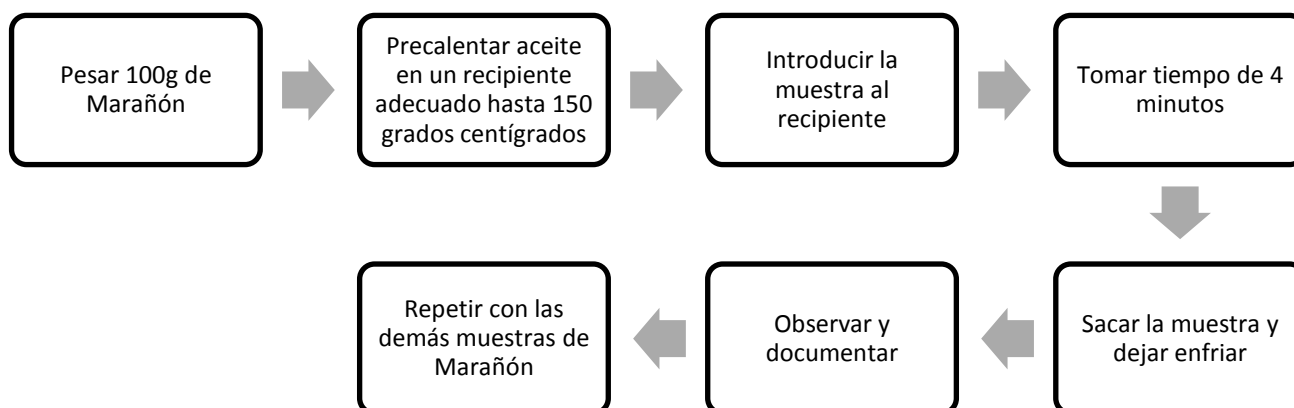 Pesar 100g de
Marañón
Precalentar aceite
en un recipiente
adecuado hasta 150
grados centígrados
Introducir la
muestra al
recipiente
Tomar tiempo de 4
minutos
Sacar la muestra y
dejar enfriar
Observar y
documentar
Repetir con las
demás muestras de
Marañón